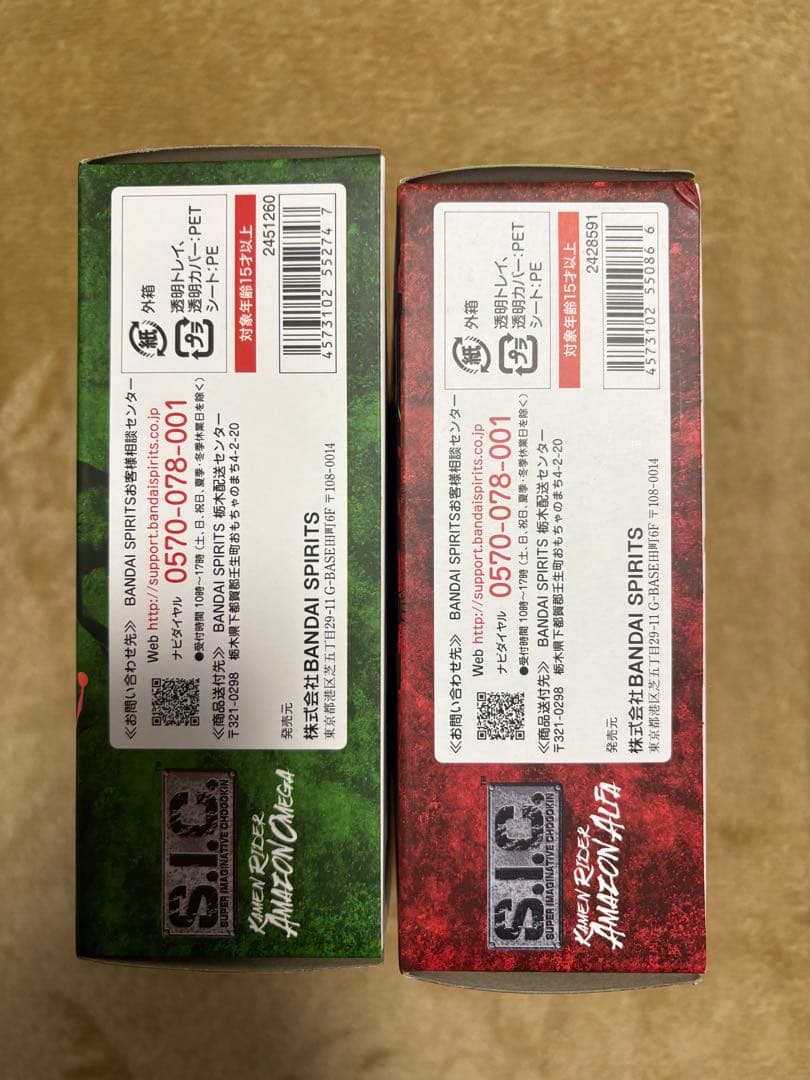 S.I.C.
™
SUPER IMAGINATIVE CHOGOKIN
KAMEN RIDER
AMAZON OMEGA
≪お問い合わせ先≫ BANDAI SPIRITSお客様相談センター
Web http://support.bandaispirits.co.jp
ナビダイヤル 0570-078-001
●受付時間 10時〜17時(土、日、祝日、夏季・冬季休業日を除く)
≪商品送付先≫ BANDAI SPIRITS 栃木配送センター
〒321-0298 栃木県下都賀郡壬生町おもちゃのまち4-2-20
発売元
株式会社BANDAI SPIRITS
東京都港区芝五丁目29-11 G-BASE田町6F 〒108-0014
紙 外箱
プラ 透明トレイ、
透明カバー:PET
シート:PE
対象年齢15才以上
2451260
4573102 55274 7
S.I.C.
™
SUPER IMAGINATIVE CHOGOKIN
KAMEN RIDER
AMAZON ALFA
≪お問い合わせ先≫ BANDAI SPIRITSお客様相談センター
Web http://support.bandaispirits.co.jp
ナビダイヤル 0570-078-001
●受付時間 10時〜17時(土、日、祝日、夏季・冬季休業日を除く)
≪商品送付先≫ BANDAI SPIRITS 栃木配送センター
〒321-0298 栃木県下都賀郡壬生町おもちゃのまち4-2-20
発売元
株式会社BANDAI SPIRITS
東京都港区芝五丁目29-11 G-BASE田町6F 〒108-0014
紙 外箱
プラ 透明トレイ、
透明カバー:PET
シート:PE
対象年齢15才以上
2428591
4573102 55086 6